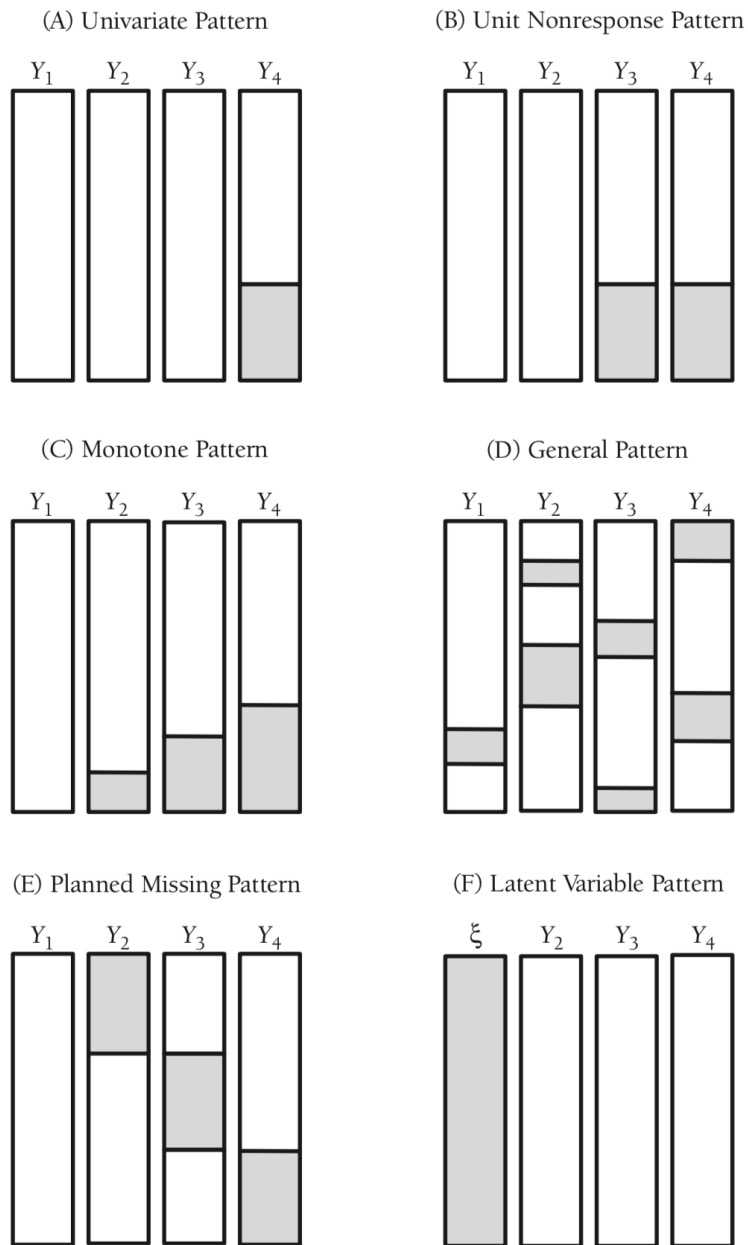 (A) Univariate Pattern
Y1 Y2 Y3 Y4
(B) Unit Nonresponse Pattern
Y1 Y2 Y3 Y4
(C) Monotone Pattern
Y1 Y2 Y3 Y4
(D) General Pattern
Y1 Y2 Y3 Y4
(E) Planned Missing Pattern
Y1 Y2 Y3 Y4
(F) Latent Variable Pattern
ξ Y2 Y3 Y4